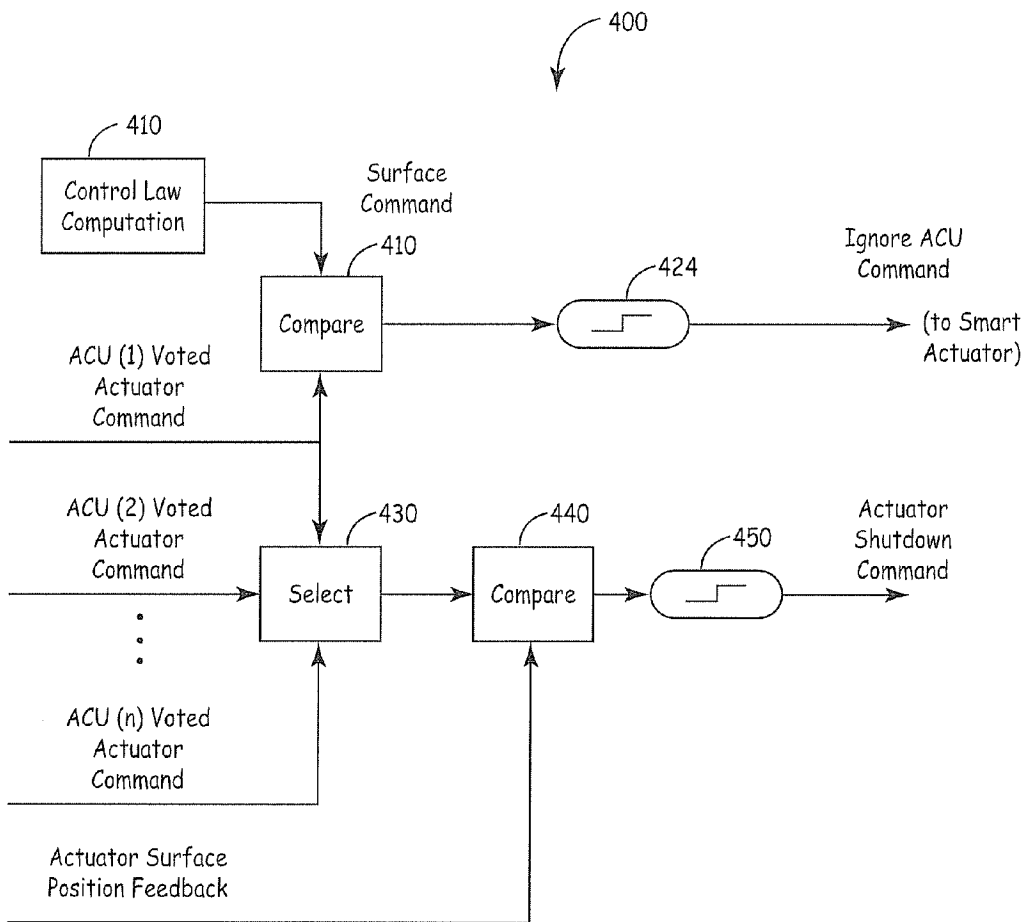 400
410
Control Law
Computation
Surface
Command
410
Compare
424
Ignore ACU
Command
(to Smart
Actuator)
ACU (1) Voted
Actuator
Command
ACU (2) Voted
Actuator
Command
430
Select
440
Compare
450
Actuator
Shutdown
Command
ACU (n) Voted
Actuator
Command
Actuator Surface
Position Feedback